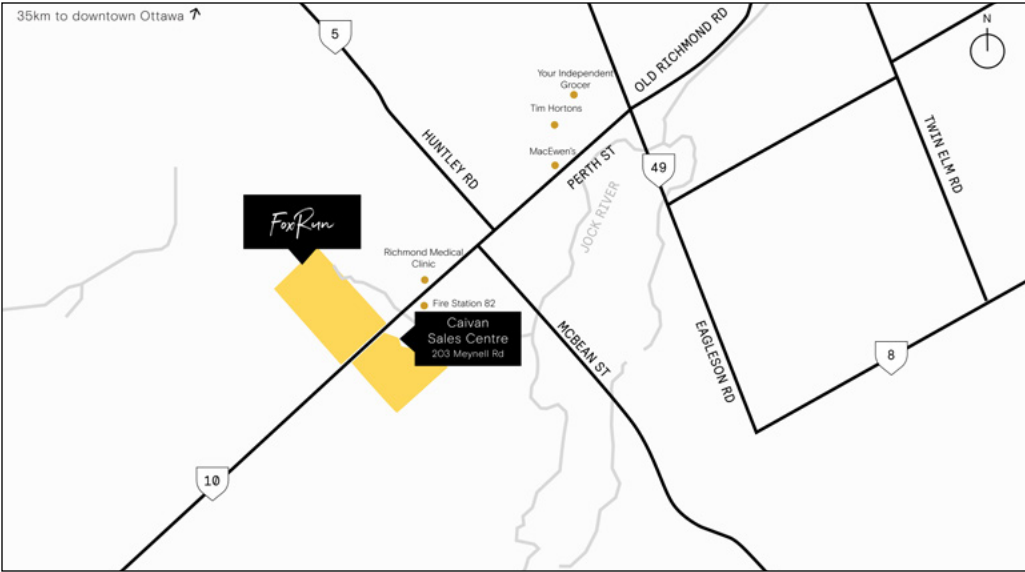 35km to downtown Ottawa ↗
5
N
OLD RICHMOND RD
Your Independent
Grocer
Tim Hortons
HUNTLEY RD
MacEwen's
PERTH ST
49
TWIN ELM RD
JOCK RIVER
FoxRun
Richmond Medical
Clinic
Fire Station 82
Caivan
Sales Centre
203 Meynell Rd
MCBEAN ST
EAGLESON RD
8
10